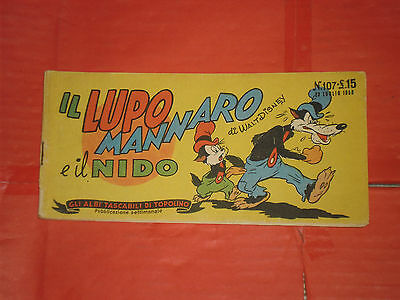 IL LUPO
MANNARO
e il NIDO
di WALT DISNEY
N.107-£.15
GLI ALBI TASCABILI DI TOPOLINO
Pubblicazione settimanale